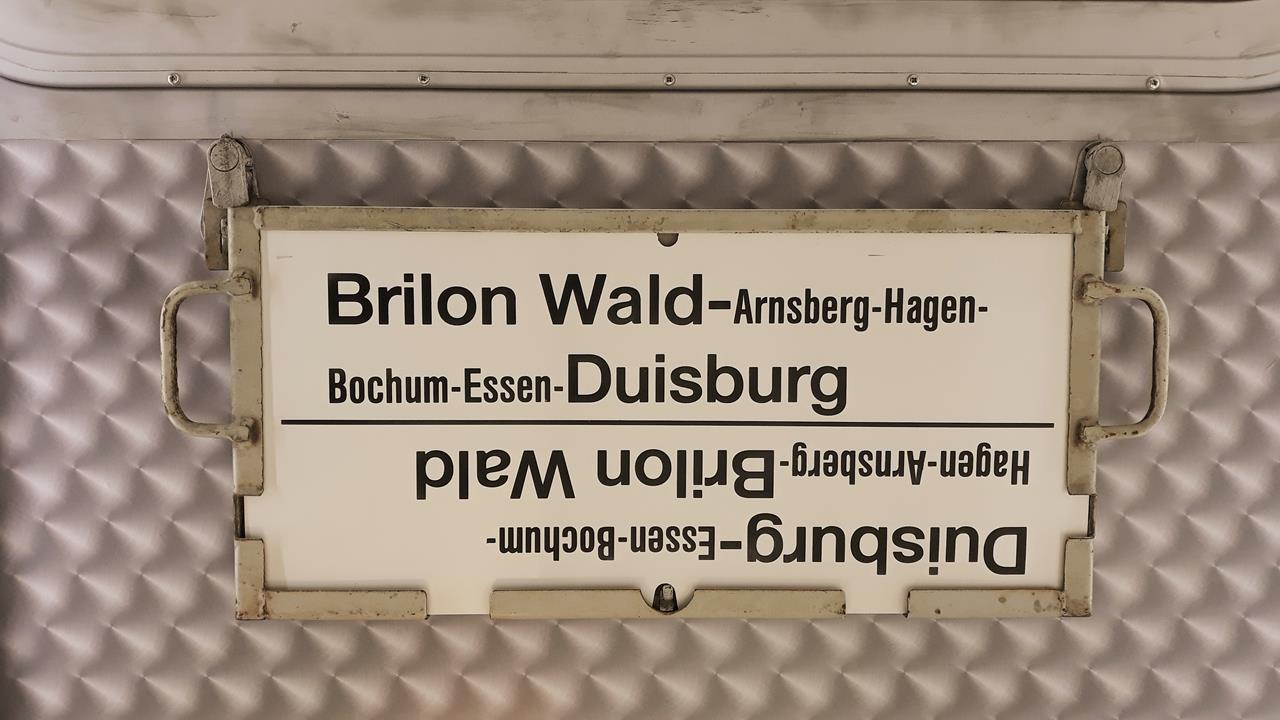 Brilon Wald-Arnsberg-Hagen-
Bochum-Essen-Duisburg
Duisburg-Essen-Bochum-
Hagen-Arnsberg-Brilon Wald